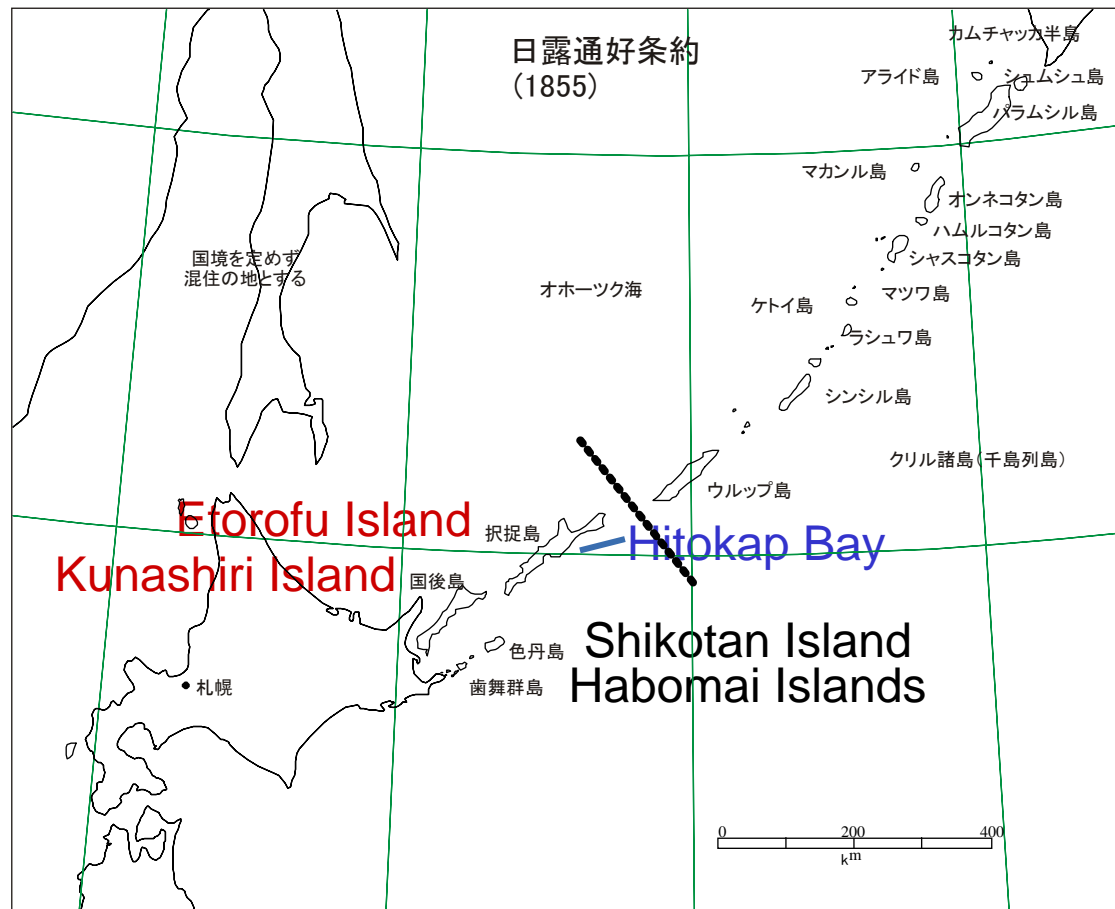 日露通好条約
(1855)
カムチャッカ半島
アライド島
シュムシュ島
パラムシル島
マカンル島
オンネコタン島
ハムルコタン島
シャスコタン島
国境を定めず
混住の地とする
オホーツク海
マツワ島
ケトイ島
ラシュワ島
シンシル島
クリル諸島(千島列島)
ウルップ島
Etorofu Island
択捉島
Hitokap Bay
Kunashiri Island
国後島
色丹島
Shikotan Island
歯舞群島
Habomai Islands
札幌
0 200 400
km